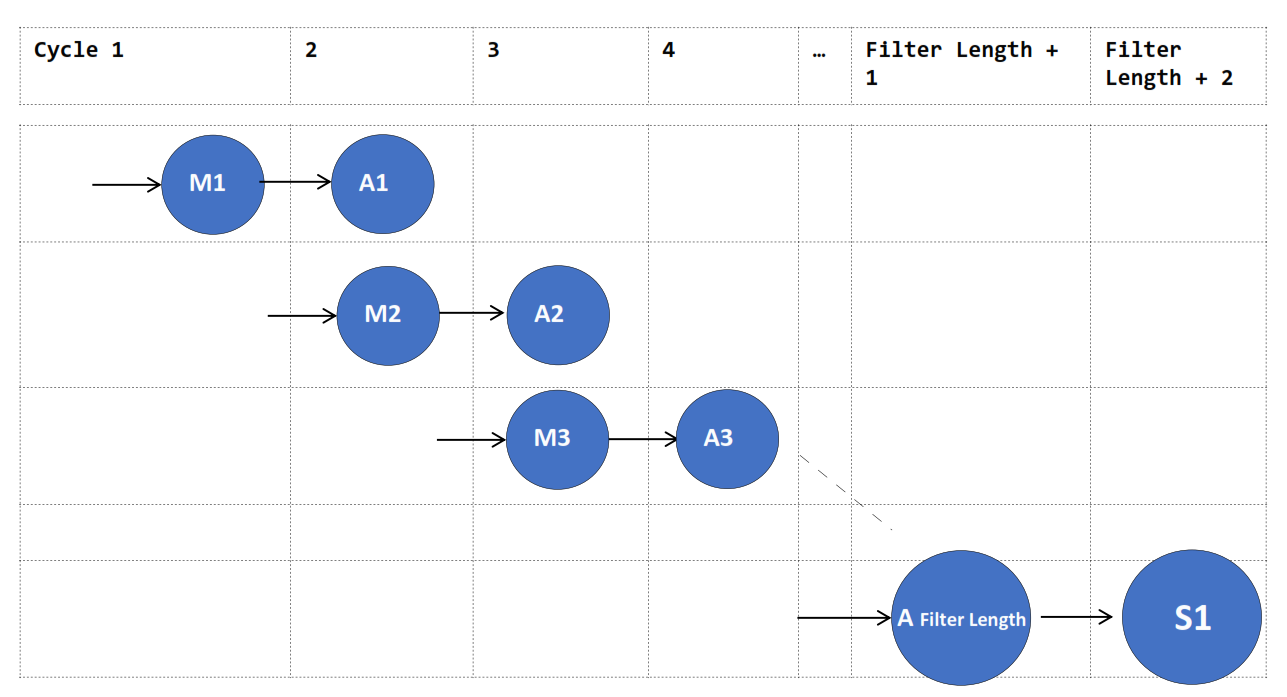 Cycle 1
2
3
4
…
Filter Length +
1
Filter
Length + 2
M1
A1
M2
A2
M3
A3
A Filter Length
S1